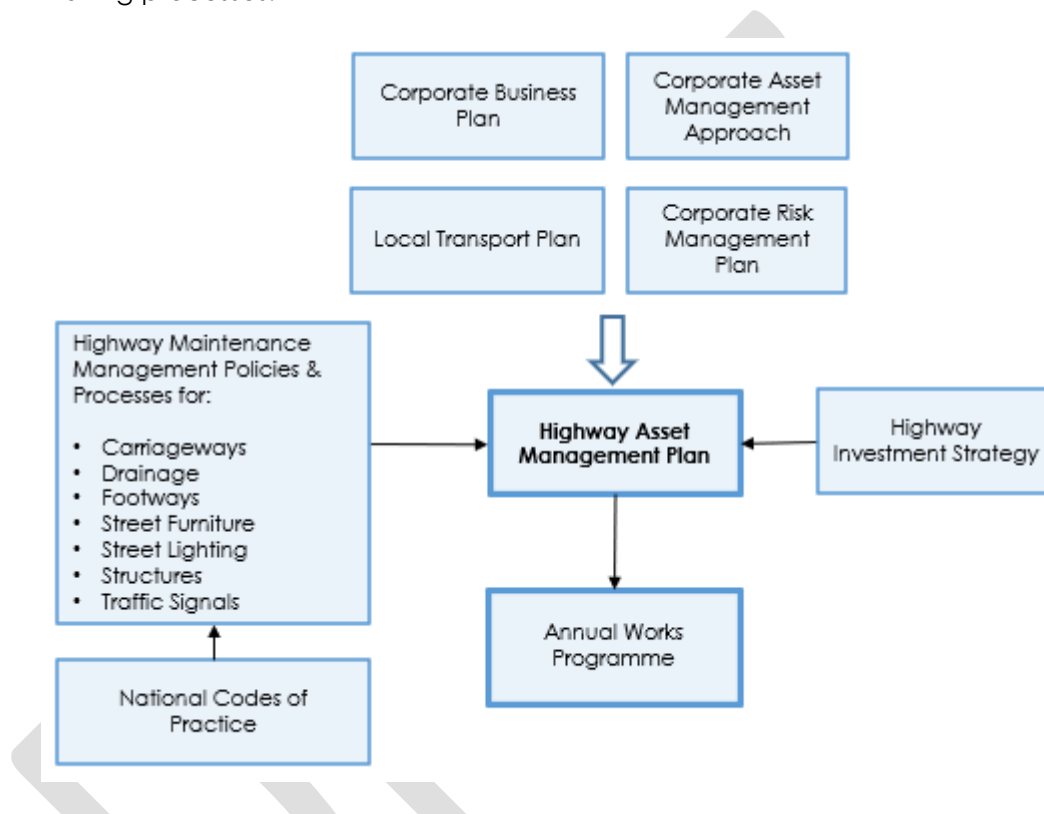 Corporate Business
Plan
Corporate Asset
Management
Approach
Local Transport Plan
Corporate Risk
Management
Plan
Highway Maintenance
Management Policies &
Processes for:
• Carriageways
• Drainage
• Footways
• Street Furniture
• Street Lighting
• Structures
• Traffic Signals
Highway Asset
Management Plan
Highway
Investment Strategy
Annual Works
Programme
National Codes of
Practice